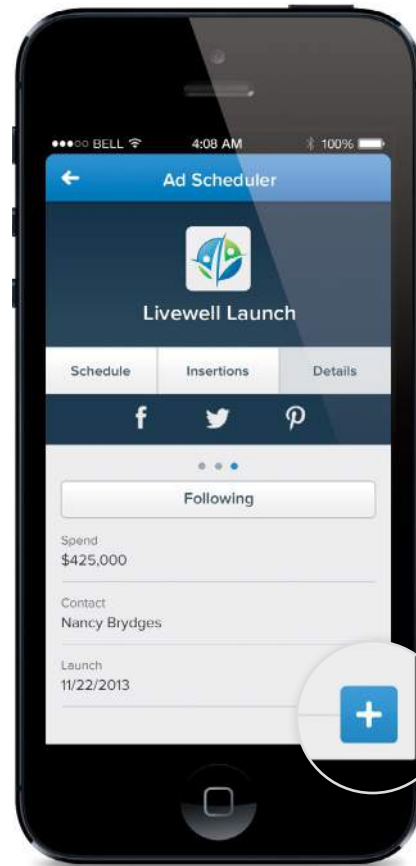 BELL 4:08 AM 100%
Ad Scheduler
Livewell Launch
Schedule Insertions Details
Following
Spend
$425,000
Contact
Nancy Brydges
Launch
11/22/2013